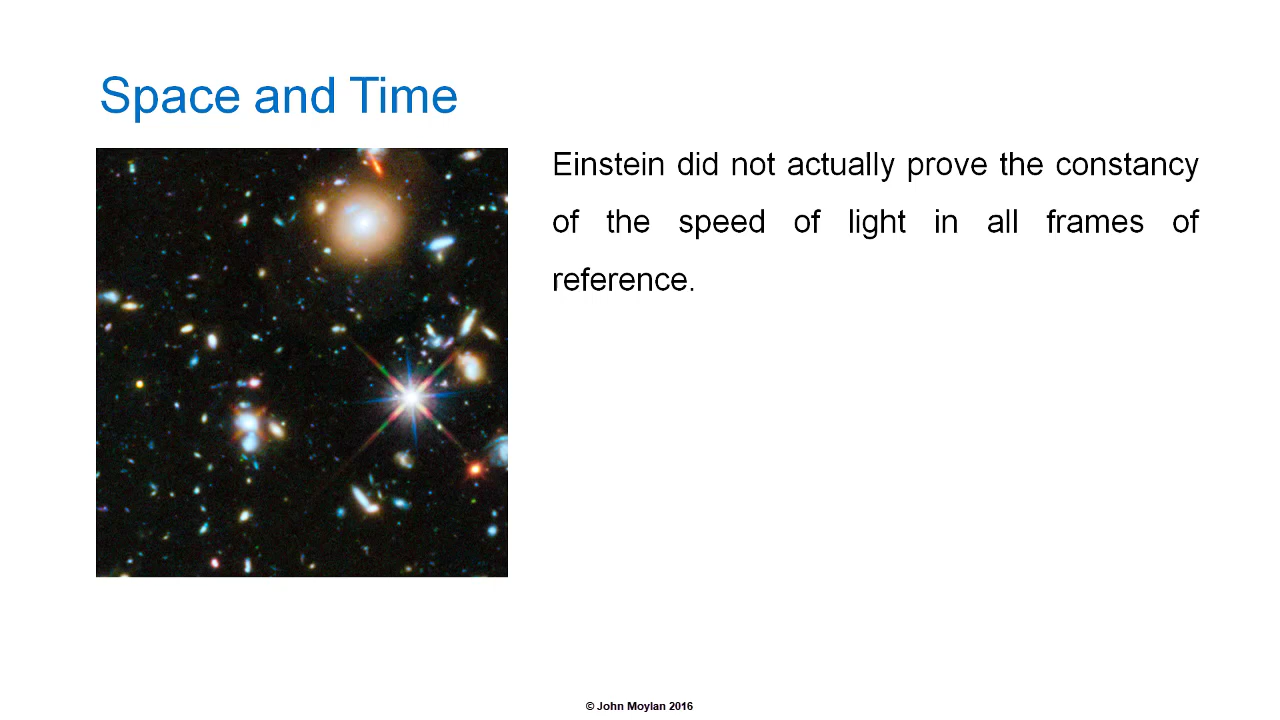 Space and Time
Einstein did not actually prove the constancy
of the speed of light in all frames of
reference.
© John Moylan 2016